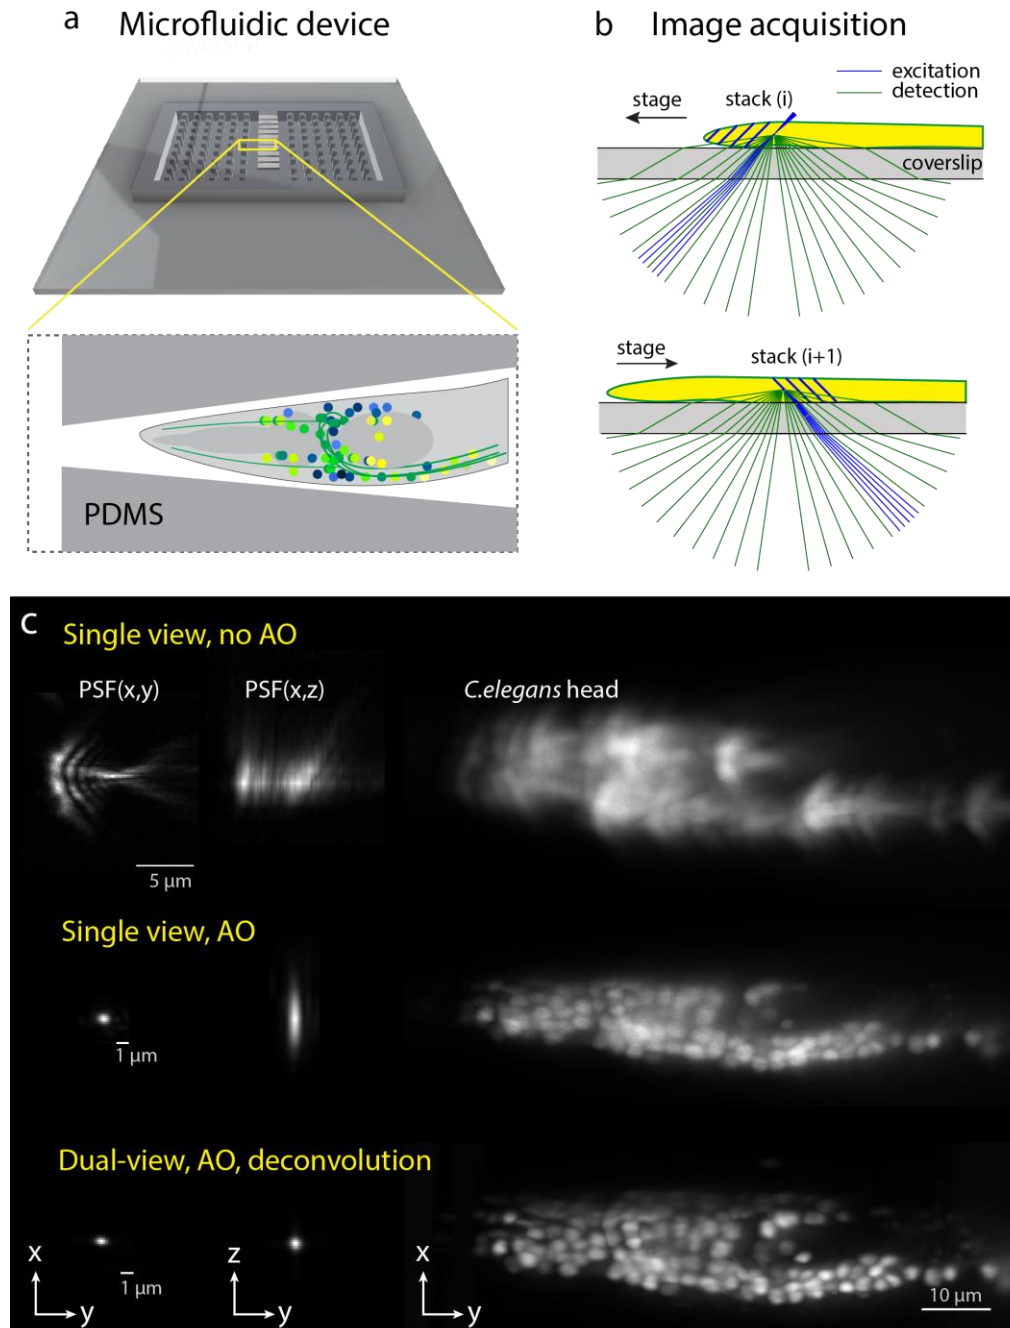 a Microfluidic device
PDMS
b Image acquisition
excitation
detection
stage
stack (i)
coverslip
stage
stack (i+1)
c
Single view, no AO
PSF(x,y)
PSF(x,z)
C.elegans head
5 µm
Single view, AO
1 µm
Dual-view, AO, deconvolution
x
y
1 µm
z
y
x
y
10 µm